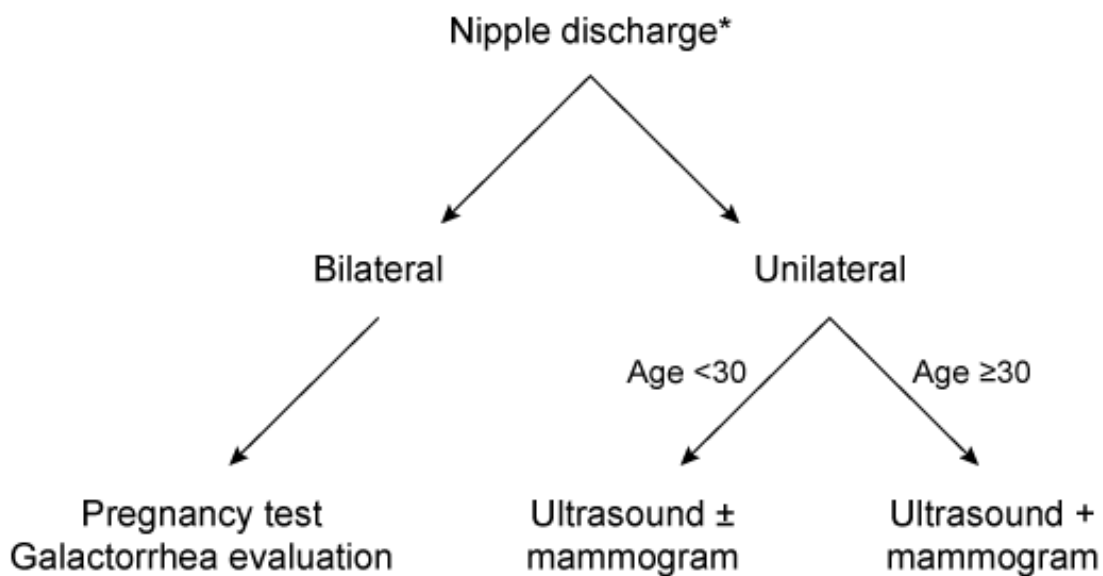 Nipple discharge*
Bilateral
Unilateral
Age <30
Age ≥30
Pregnancy test
Galactorrhea evaluation
Ultrasound ±
mammogram
Ultrasound +
mammogram